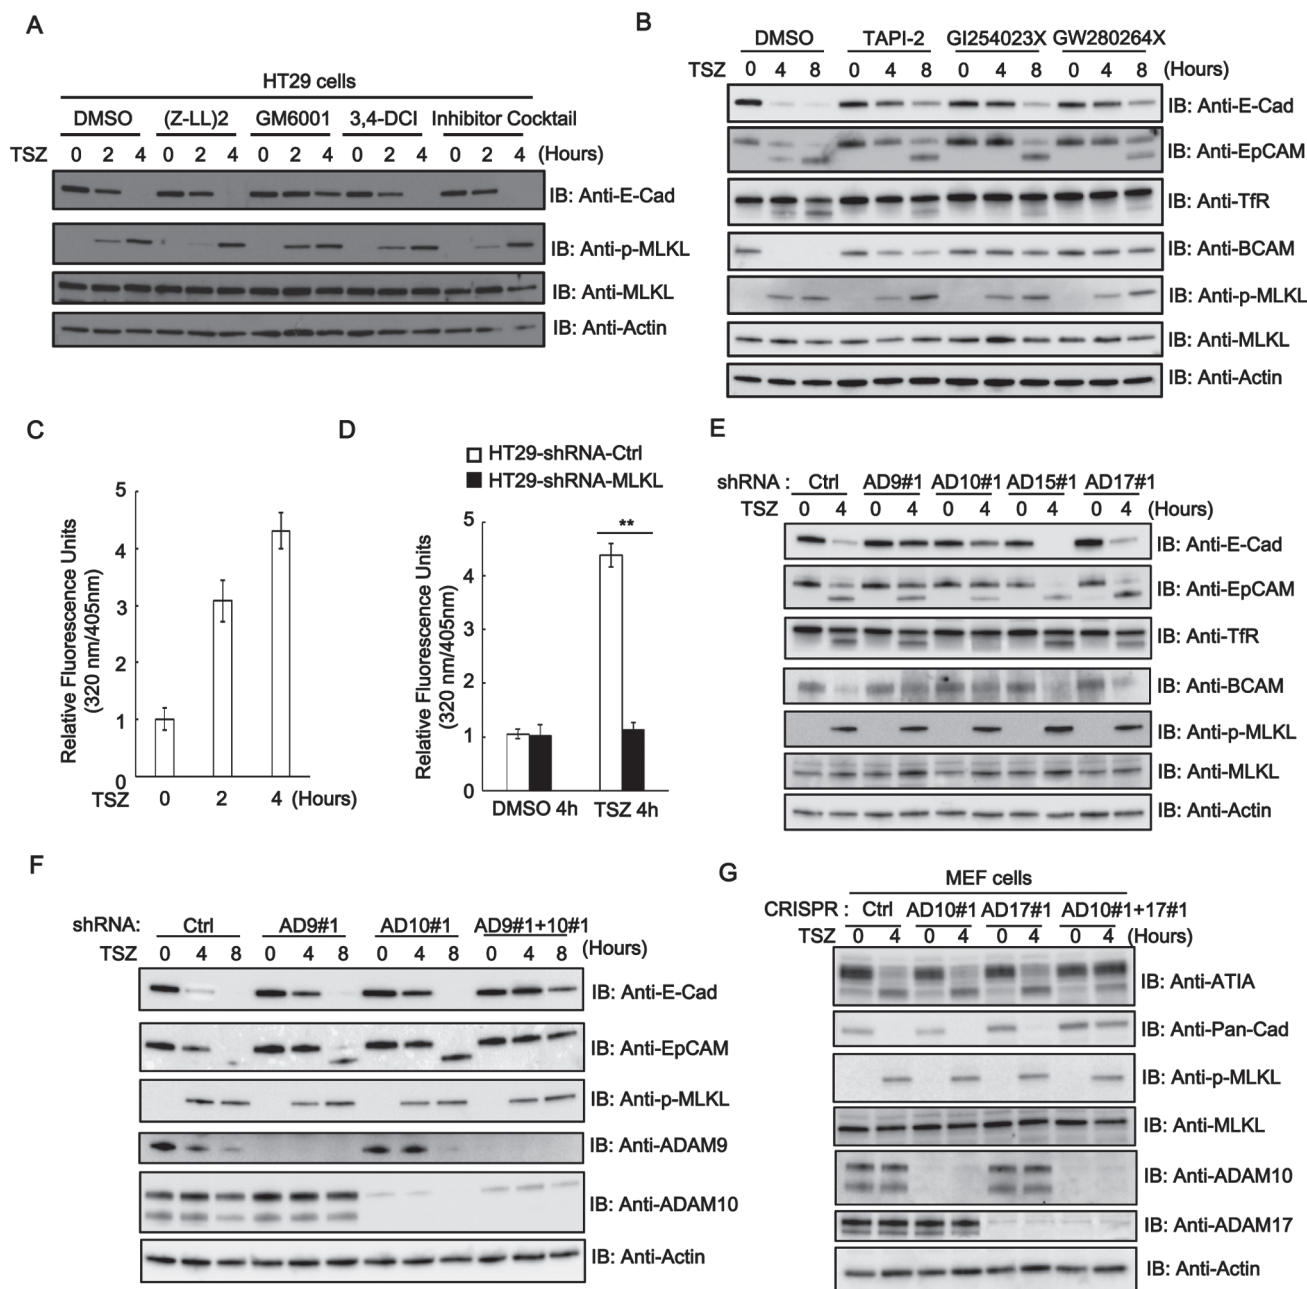 A
HT29 cells
DMSO (Z-LL)2 GM6001 3,4-DCI Inhibitor Cocktail
TSZ 0 2 4 0 2 4 0 2 4 0 2 4 0 2 4 (Hours)
IB: Anti-E-Cad
IB: Anti-p-MLKL
IB: Anti-MLKL
IB: Anti-Actin
B
DMSO TAPI-2 GI254023X GW280264X
TSZ 0 4 8 0 4 8 0 4 8 0 4 8 (Hours)
IB: Anti-E-Cad
IB: Anti-EpCAM
IB: Anti-TfR
IB: Anti-BCAM
IB: Anti-p-MLKL
IB: Anti-MLKL
IB: Anti-Actin
C
Relative Fluorescence Units
(320 nm/405nm)
5
4
3
2
1
0
TSZ 0 2 4 (Hours)
D
HT29-shRNA-Ctrl
HT29-shRNA-MLKL
Relative Fluorescence Units
(320 nm/405nm)
5
4
3
2
1
0
**
DMSO 4h TSZ 4h
E
shRNA : Ctrl AD9#1 AD10#1 AD15#1 AD17#1
TSZ 0 4 0 4 0 4 0 4 0 4 (Hours)
IB: Anti-E-Cad
IB: Anti-EpCAM
IB: Anti-TfR
IB: Anti-BCAM
IB: Anti-p-MLKL
IB: Anti-MLKL
IB: Anti-Actin
F
shRNA: Ctrl AD9#1 AD10#1 AD9#1+10#1
TSZ 0 4 8 0 4 8 0 4 8 0 4 8 (Hours)
IB: Anti-E-Cad
IB: Anti-EpCAM
IB: Anti-p-MLKL
IB: Anti-ADAM9
IB: Anti-ADAM10
IB: Anti-Actin
G
MEF cells
CRISPR : Ctrl AD10#1 AD17#1 AD10#1+17#1
TSZ 0 4 0 4 0 4 0 4 (Hours)
IB: Anti-ATIA
IB: Anti-Pan-Cad
IB: Anti-p-MLKL
IB: Anti-MLKL
IB: Anti-ADAM10
IB: Anti-ADAM17
IB: Anti-Actin